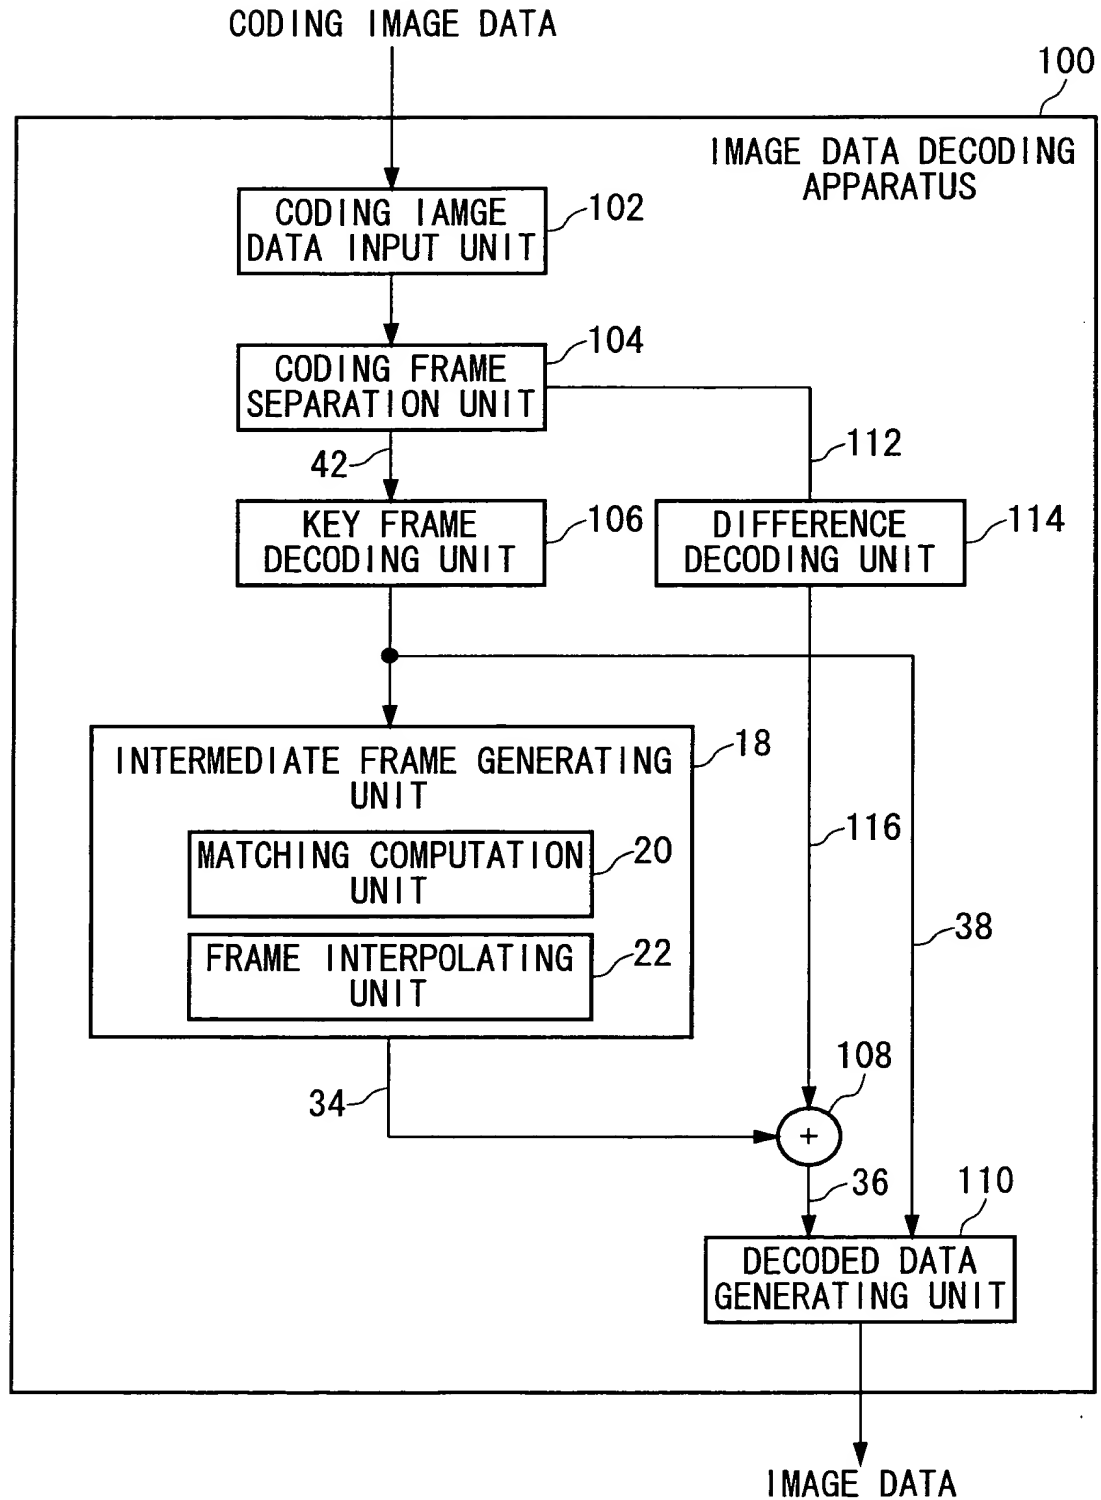 CODING IMAGE DATA
100
IMAGE DATA DECODING
APPARATUS
CODING IAMGE
DATA INPUT UNIT
102
CODING FRAME
SEPARATION UNIT
104
42
112
KEY FRAME
DECODING UNIT
106
DIFFERENCE
DECODING UNIT
114
INTERMEDIATE FRAME GENERATING
UNIT
18
MATCHING COMPUTATION
UNIT
20
116
FRAME INTERPOLATING
UNIT
22
38
34
108
+
36
110
DECODED DATA
GENERATING UNIT
IMAGE DATA